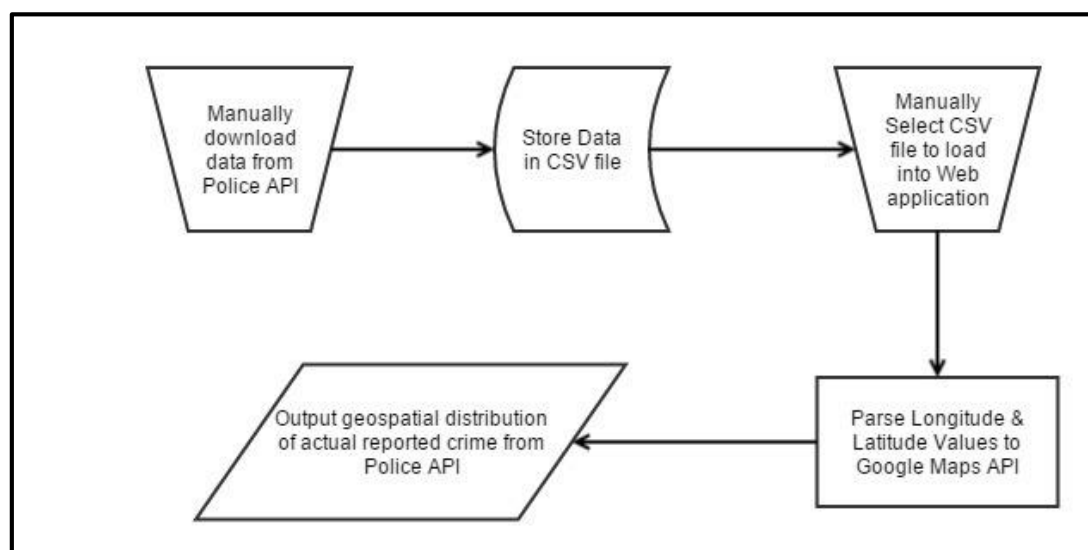 Manually
download
data from
Police API
Store Data
in CSV file
Manually
Select CSV
file to load
into Web
application
Parse Longitude &
Latitude Values to
Google Maps API
Output geospatial distribution
of actual reported crime from
Police API